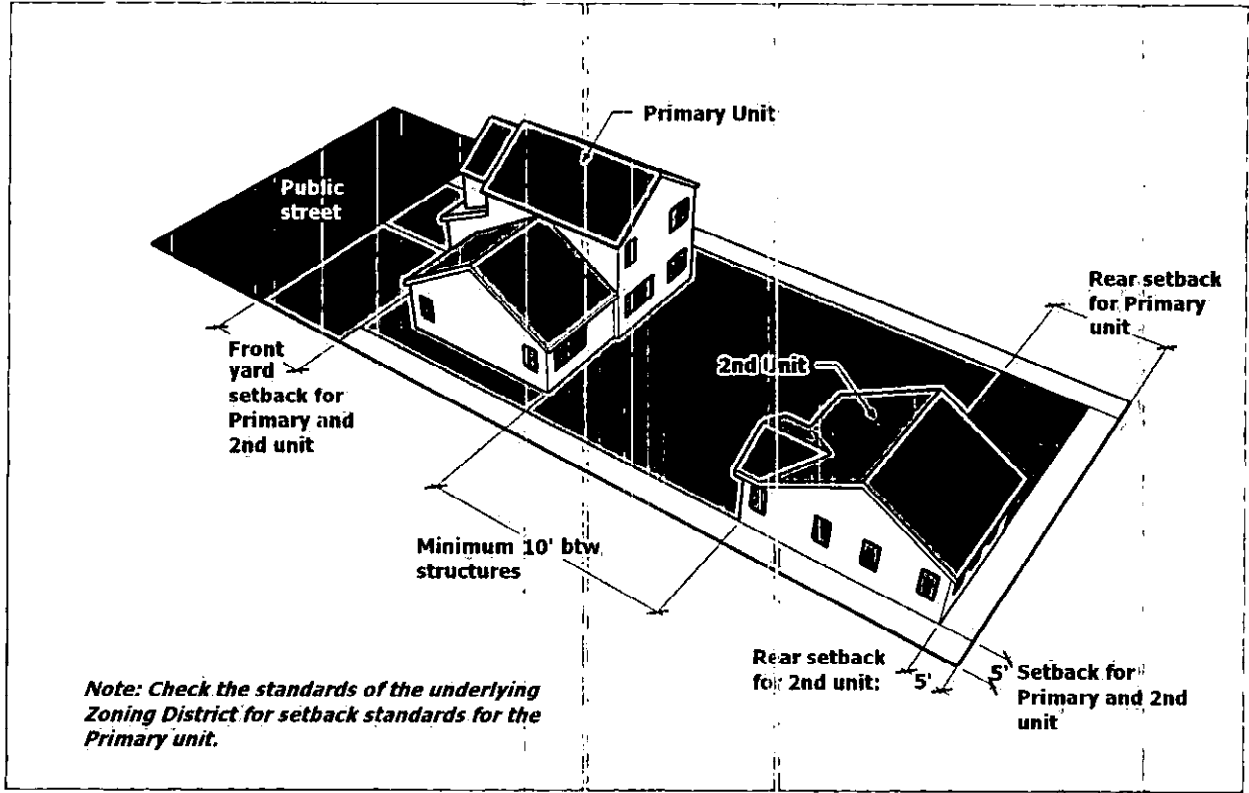 Primary Unit
Public
street
Rear setback
for Primary
unit
Front
yard
setback for
Primary and
2nd unit
2nd Unit
Minimum 10' btw
structures
Rear setback
for 2nd unit:
5'
5'
Setback for
Primary and 2nd
unit
Note: Check the standards of the underlying
Zoning District for setback standards for the
Primary unit.